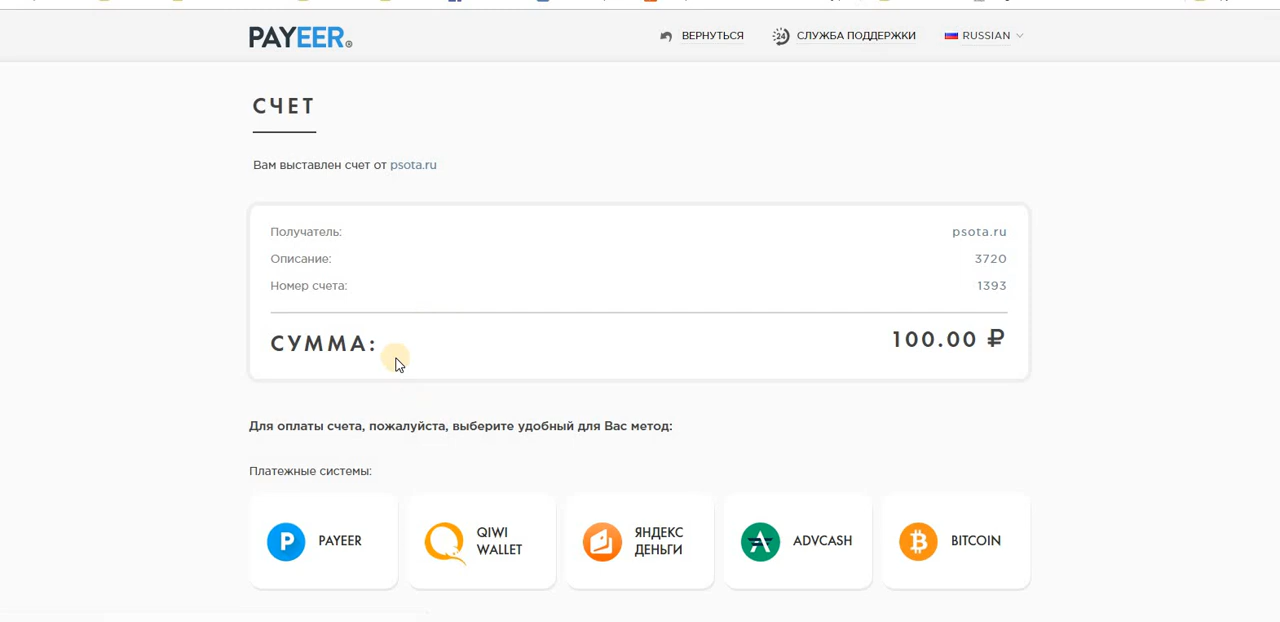 PAYEER®
ВЕРНУТЬСЯ
24 СЛУЖБА ПОДДЕРЖКИ
RUSSIAN
СЧЕТ
Вам выставлен счет от psota.ru
Получатель: psota.ru
Описание: 3720
Номер счета: 1393
СУММА: 100.00 ₽
Для оплаты счета, пожалуйста, выберите удобный для Вас метод:
Платежные системы:
PAYEER
QIWI
WALLET
ЯНДЕКС
ДЕНЬГИ
ADVCASH
BITCOIN